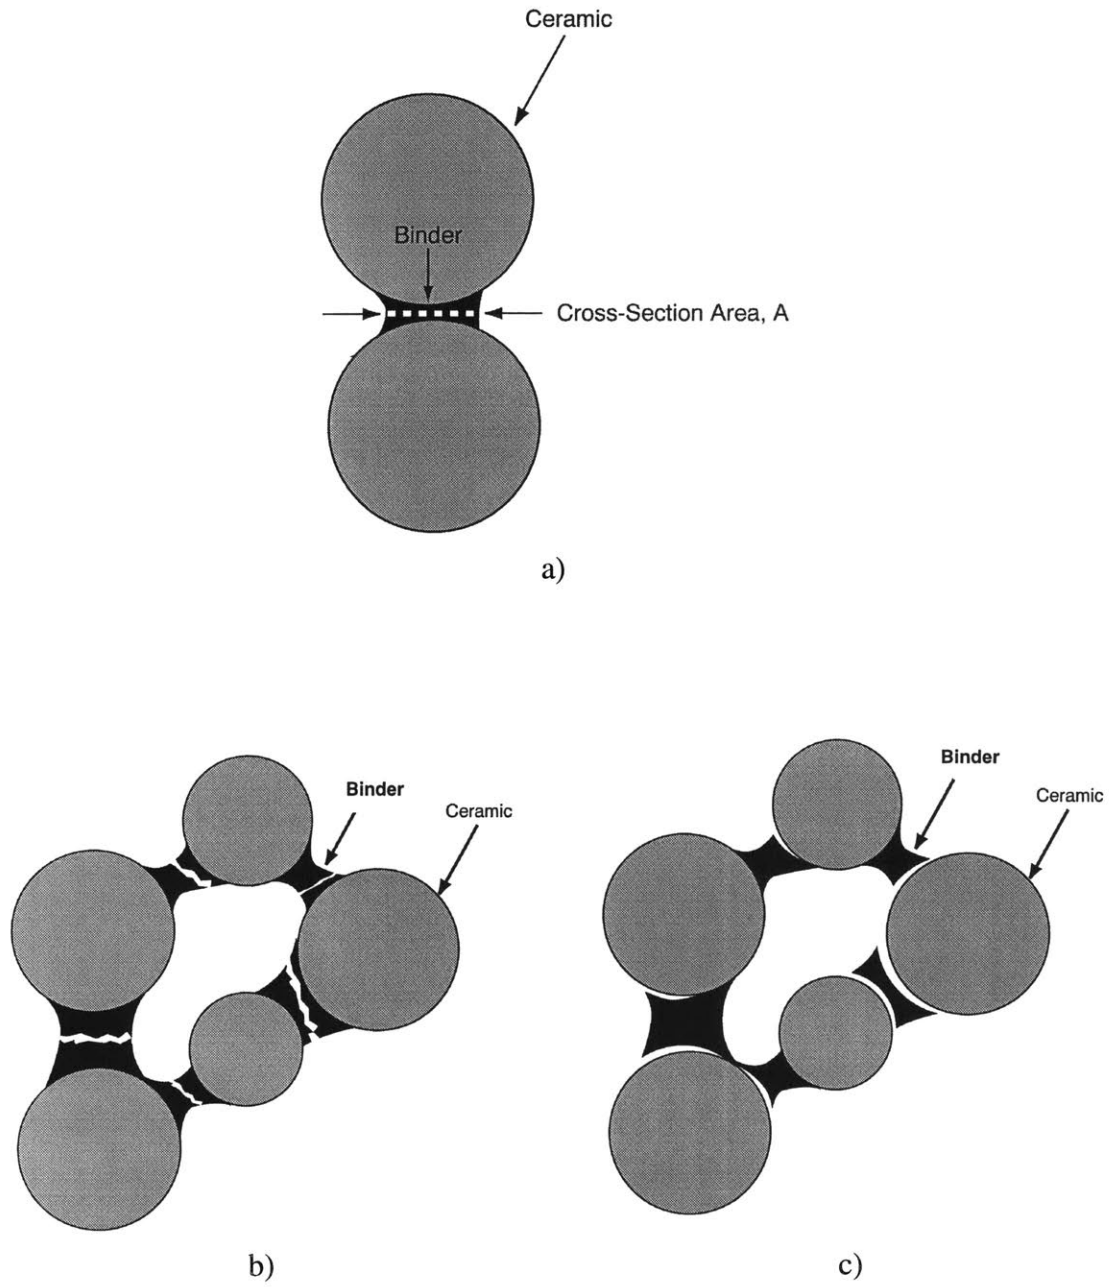 Ceramic
Binder
Cross-Section Area, A
a)
Binder
Ceramic
Binder
Ceramic
b)
c)